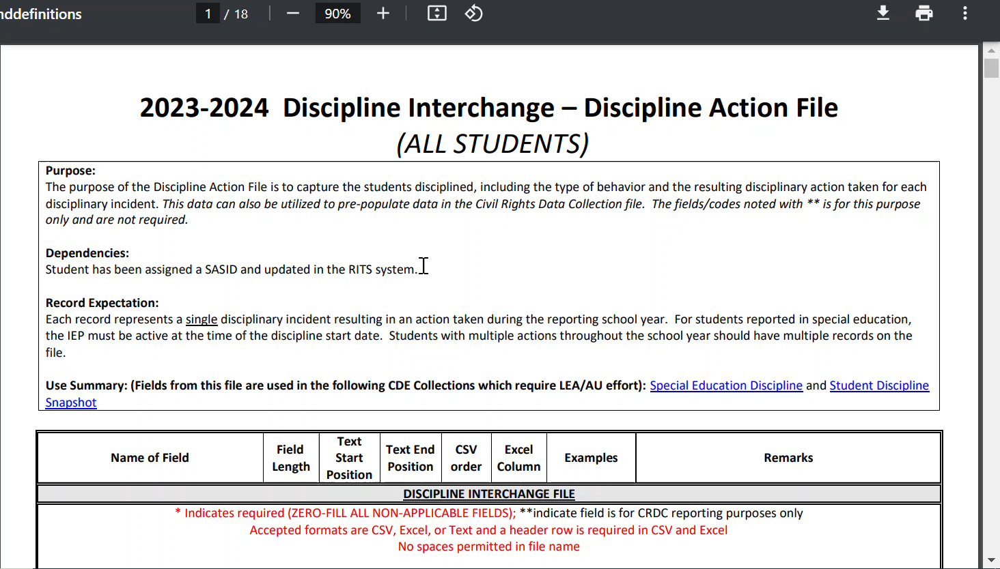 nddefinitions
1 / 18
90%
2023-2024 Discipline Interchange – Discipline Action File
(ALL STUDENTS)
Purpose:
The purpose of the Discipline Action File is to capture the students disciplined, including the type of behavior and the resulting disciplinary action taken for each
disciplinary incident. This data can also be utilized to pre-populate data in the Civil Rights Data Collection file. The fields/codes noted with ** is for this purpose
only and are not required.
Dependencies:
Student has been assigned a SASID and updated in the RITS system.
Record Expectation:
Each record represents a single disciplinary incident resulting in an action taken during the reporting school year. For students reported in special education,
the IEP must be active at the time of the discipline start date. Students with multiple actions throughout the school year should have multiple records on the
file.
Use Summary: (Fields from this file are used in the following CDE Collections which require LEA/AU effort): Special Education Discipline and Student Discipline
Snapshot
Name of Field
Field
Length
Text
Start
Position
Text End
Position
CSV
order
Excel
Column
Examples
Remarks
DISCIPLINE INTERCHANGE FILE
* Indicates required (ZERO-FILL ALL NON-APPLICABLE FIELDS); **indicate field is for CRDC reporting purposes only
Accepted formats are CSV, Excel, or Text and a header row is required in CSV and Excel
No spaces permitted in file name